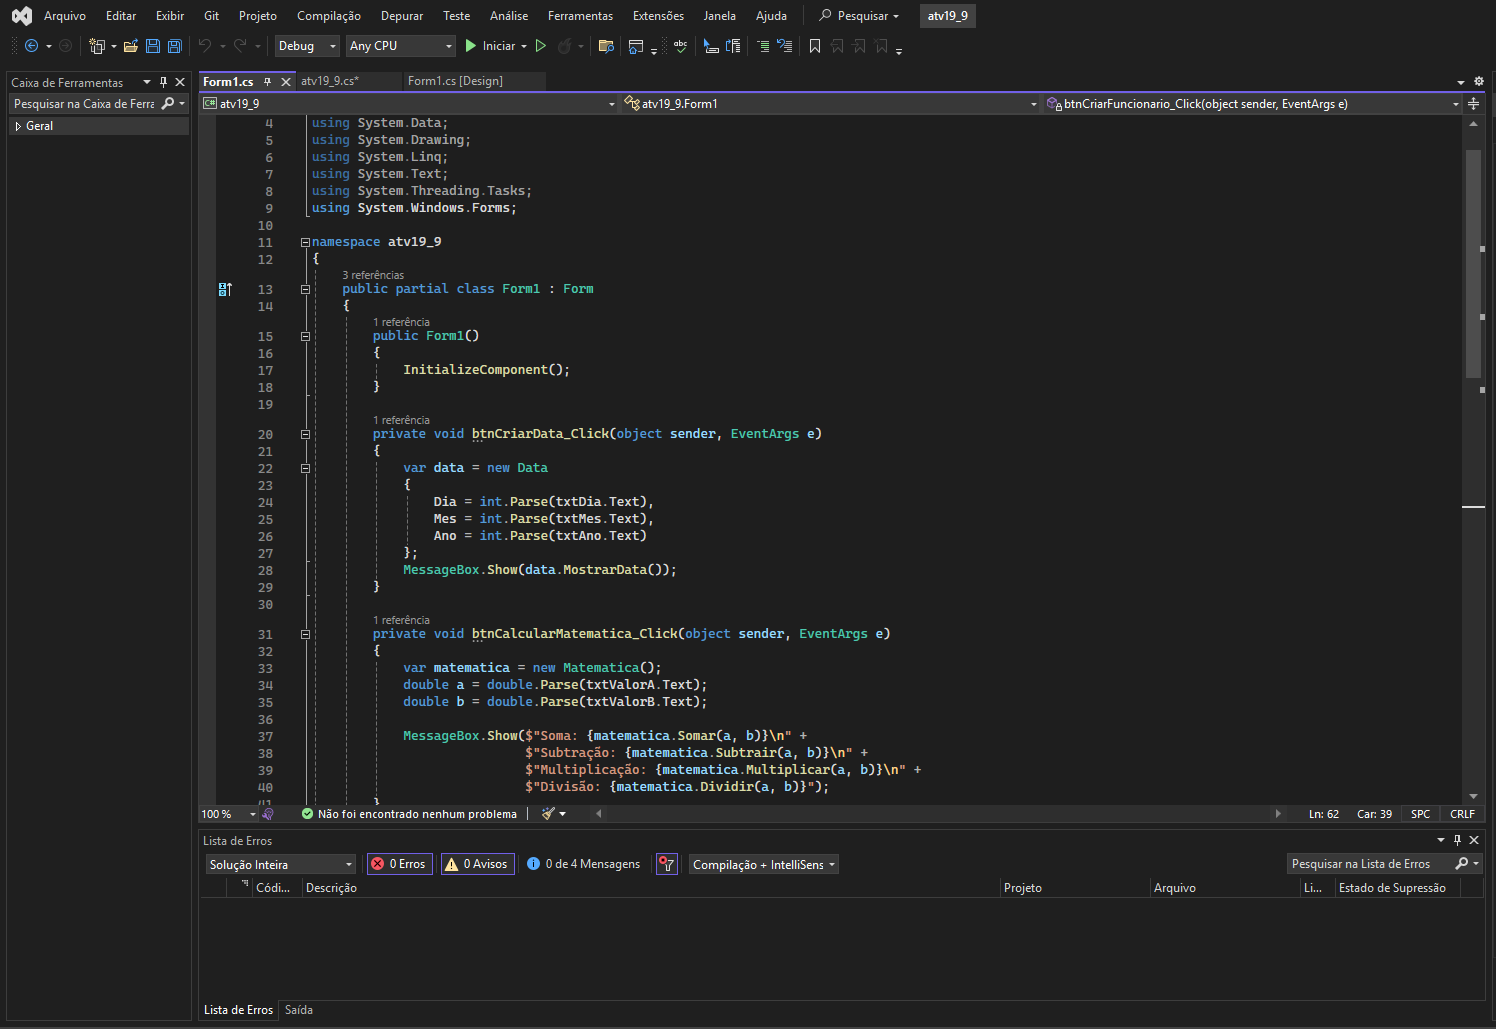 Arquivo Editar Exibir Git Projeto Compilação Depurar Teste Análise Ferramentas Extensões Janela Ajuda Pesquisar atv19_9
Debug Any CPU Iniciar abc
Caixa de Ferramentas
Pesquisar na Caixa de Ferra
Geral
Form1.cs atv19_9.cs* Form1.cs [Design]
C# atv19_9 atv19_9.Form1 btnCriarFuncionario_Click(object sender, EventArgs e)
4 using System.Data;
5 using System.Drawing;
6 using System.Linq;
7 using System.Text;
8 using System.Threading.Tasks;
9 using System.Windows.Forms;
10
11 namespace atv19_9
12 {
3 referências
13 public partial class Form1 : Form
14 {
1 referência
15 public Form1()
16 {
17 InitializeComponent();
18 }
19
1 referência
20 private void btnCriarData_Click(object sender, EventArgs e)
21 {
22 var data = new Data
23 {
24 Dia = int.Parse(txtDia.Text),
25 Mes = int.Parse(txtMes.Text),
26 Ano = int.Parse(txtAno.Text)
27 };
28 MessageBox.Show(data.MostrarData());
29 }
30
1 referência
31 private void btnCalcularMatematica_Click(object sender, EventArgs e)
32 {
33 var matematica = new Matematica();
34 double a = double.Parse(txtValorA.Text);
35 double b = double.Parse(txtValorB.Text);
36
37 MessageBox.Show($"Soma: {matematica.Somar(a, b)}\n" +
38 $"Subtração: {matematica.Subtrair(a, b)}\n" +
39 $"Multiplicação: {matematica.Multiplicar(a, b)}\n" +
40 $"Divisão: {matematica.Dividir(a, b)}");
41 }
100 % Não foi encontrado nenhum problema Ln: 62 Car: 39 SPC CRLF
Lista de Erros
Solução Inteira 0 Erros 0 Avisos 0 de 4 Mensagens Compilação + IntelliSens Pesquisar na Lista de Erros
Códi... Descrição Projeto Arquivo Li... Estado de Supressão
Lista de Erros Saída